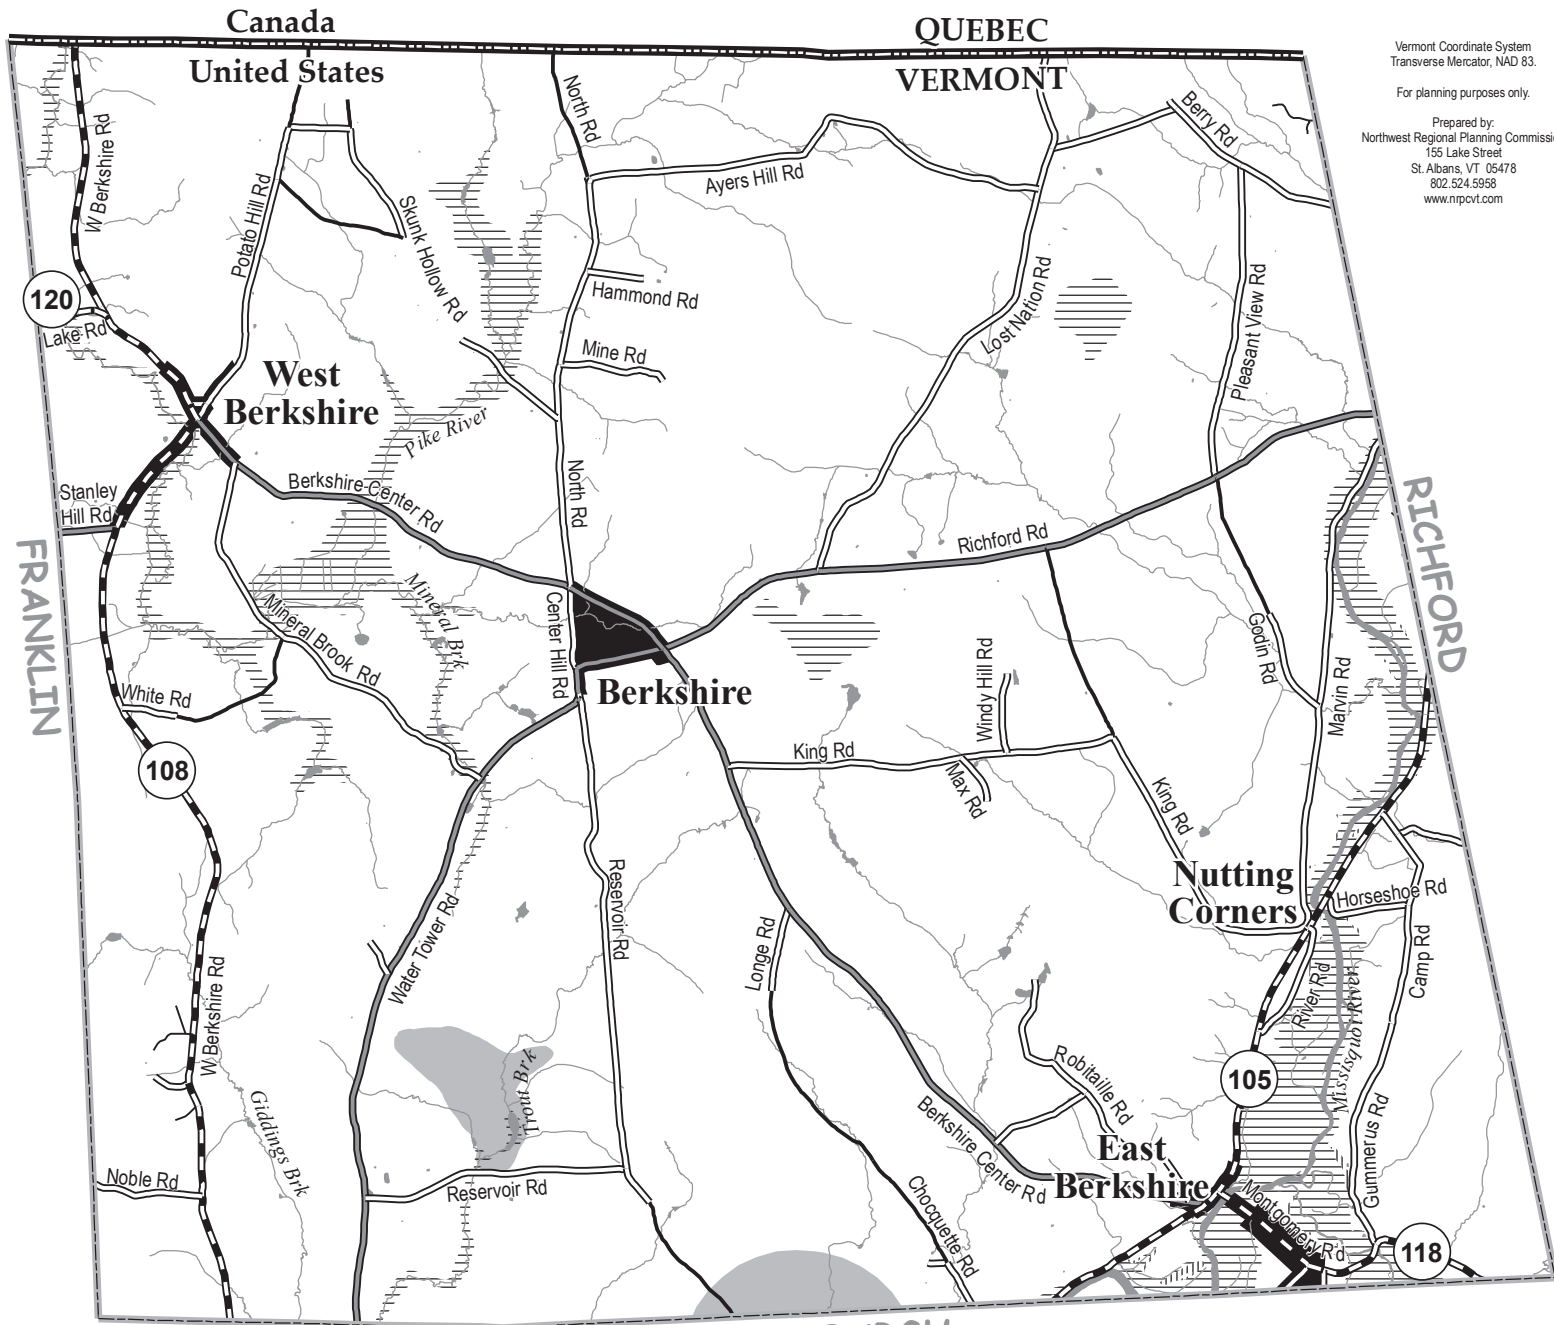 Canada
QUEBEC
United States
VERMONT
Vermont Coordinate System
Transverse Mercator, NAD 83.
For planning purposes only.
Prepared by:
Northwest Regional Planning
155 Lake Street
St. Albans, VT 05478
802.524.5958
www.nrpcvt.com
W Berkshire Rd
Potato Hill Rd
Skunk Hollow Rd
North Rd
Ayers Hill Rd
Berry Rd
Hammond Rd
Lost Nation Rd
Pleasant View Rd
120
Lake Rd
Mine Rd
West
Berkshire
Pike River
Berkshire Center Rd
North Rd
Stanley
Hill Rd
Richford Rd
RICHFORD
FRANKLIN
Mineral Brook Rd
Mineral Brk
Center Hill Rd
Berkshire
Windy Hill Rd
Godin Rd
Marvin Rd
White Rd
108
King Rd
Max Rd
King Rd
Nutting
Corners
Horseshoe Rd
Reservoir Rd
Water Tower Rd
Longe Rd
Camp Rd
River Rd
Missisquoi River
W Berkshire Rd
Trout Brk
Robitaille Rd
105
Giddings Brk
Berkshire Center Rd
East
Berkshire
Gummerus Rd
Noble Rd
Reservoir Rd
Chocquette Rd
Montgomery Rd
118